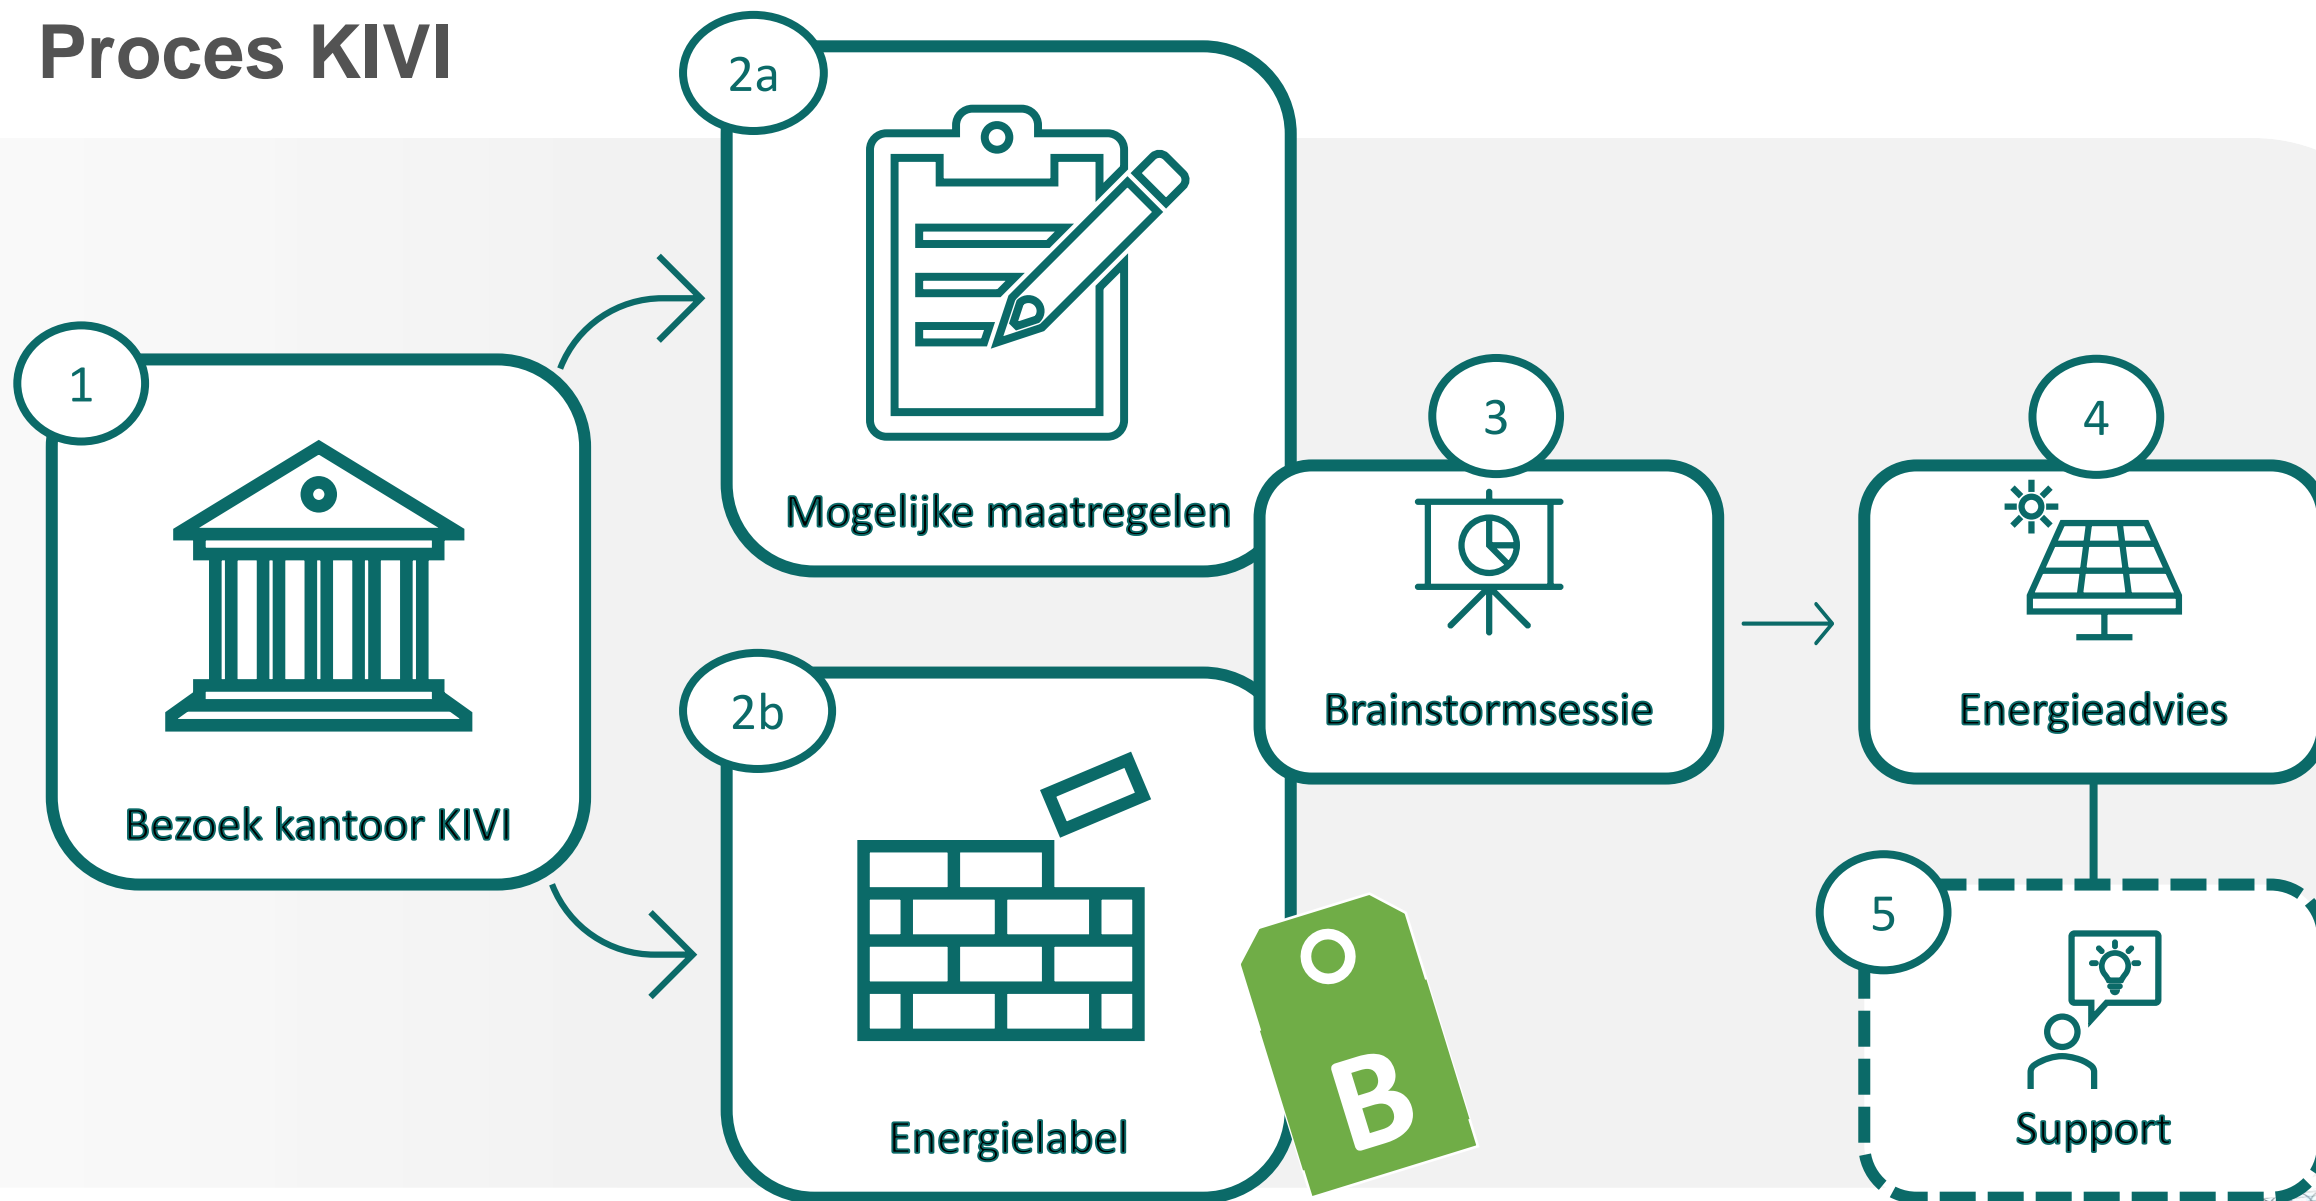 Proces KIVI
1
Bezoek kantoor KIVI
2a
Mogelijke maatregelen
2b
Energielabel
B
3
Brainstormsessie
4
Energieadvies
5
Support